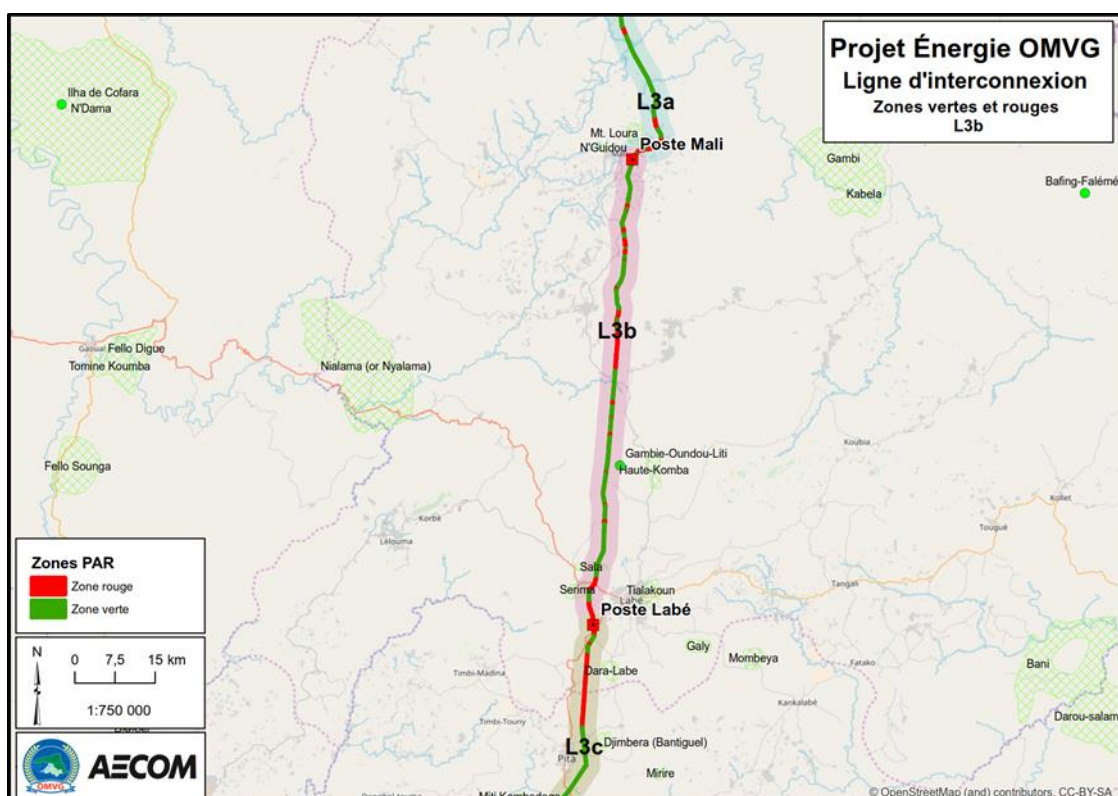 Projet Énergie OMVG
Ligne d'interconnexion
Zones vertes et rouges
L3b
Ilha de Cofara
N'Dama
L3a
Mt. Loura
N'Guidou
Poste Mali
Gambi
Kabela
Bafing-Falémé
L3b
Gaoual
Fello Digue
Tomine Koumba
Nialama (or Nyalama)
Fello Sounga
Gambie-Oundou-Liti
Haute-Komba
Koubia
Kollet
Tougué
Korbé
Lélouma
Sala
Serima
Tialakoun
Labé
Tangali
Poste Labé
Galy
Mombeya
Fatako
Bani
Dara-Labe
Timbi-Madina
Kankalabé
Darou-salam
Timbi-Touny
L3c
Djimbera (Bantiguel)
Pita
Mirire
Zones PAR
Zone rouge
Zone verte
N
0 7,5 15 km
1:750 000
OMVG
AECOM
© OpenStreetMap (and) contributors, CC-BY-SA